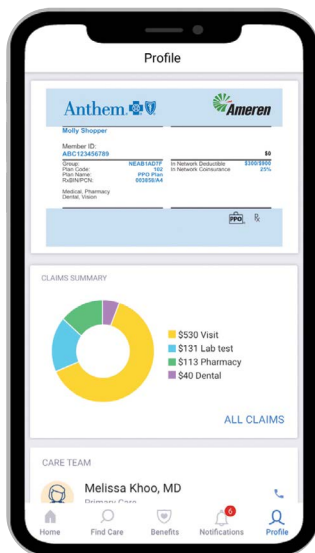 Profile
Anthem
Ameren
Molly Shopper
Member ID:
ABC123456789
$0
Group: NEAB1ADTF In Network Deductible $300/$900
Plan Code: 102 In Network Coinsurance 25%
Plan Name: PPO Plan
RxBIN/PCN: 003858/A4
Medical, Pharmacy
Dental, Vision
PPO
CLAIMS SUMMARY
$530 Visit
$131 Lab test
$113 Pharmacy
$40 Dental
ALL CLAIMS
CARE TEAM
Melissa Khoo, MD
Primary Care
6
Home Find Care Benefits Notifications Profile